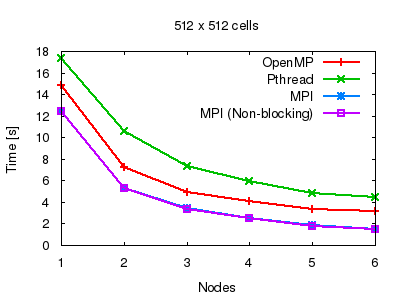 512 x 512 cells
Time [s]
18
16
14
12
10
8
6
4
2
0
OpenMP
Pthread
MPI
MPI (Non-blocking)
1 2 3 4 5 6
Nodes